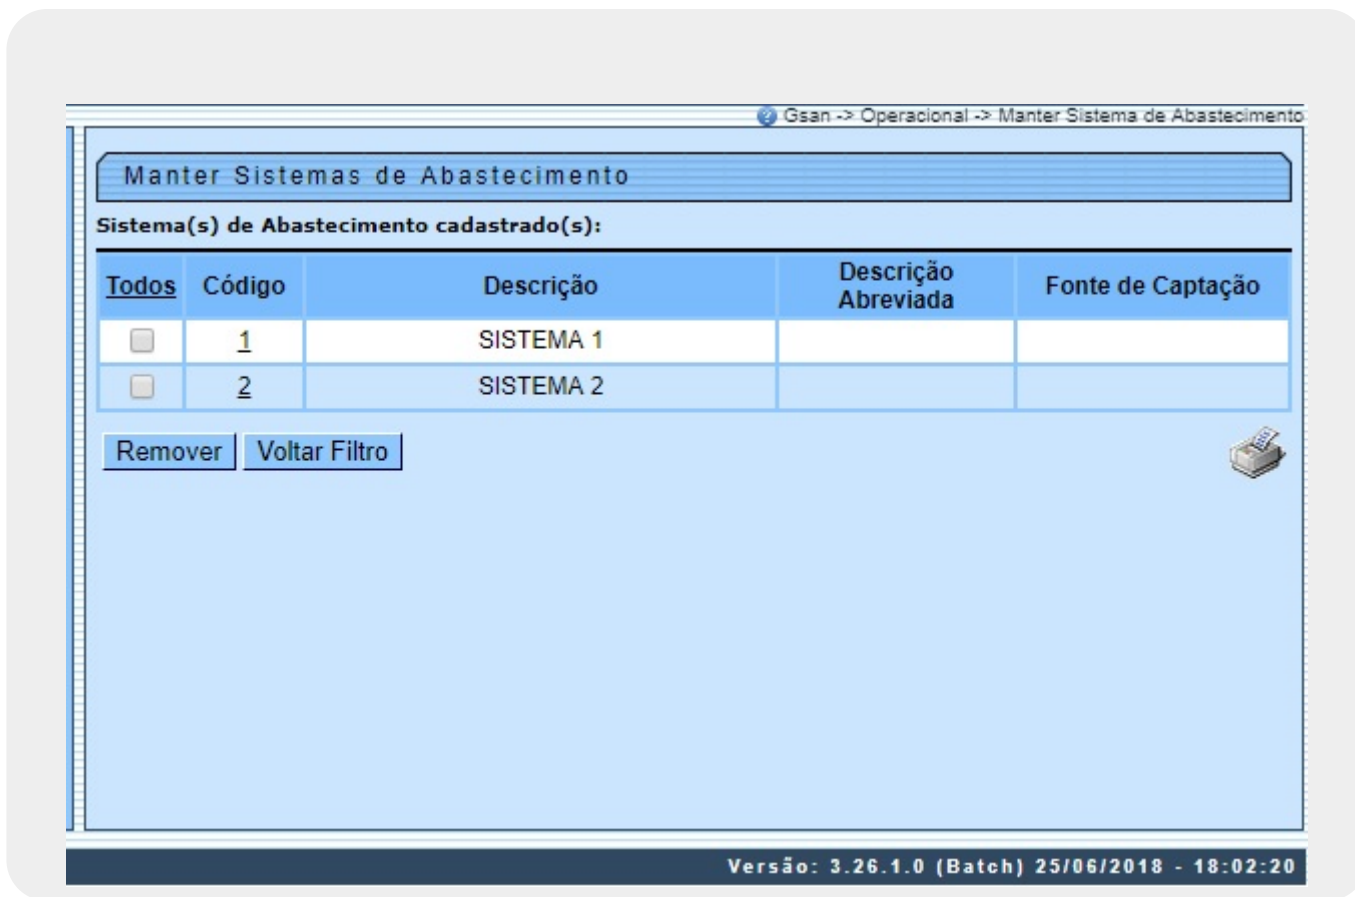 Gsan -> Operacional -> Manter Sistema de Abastecimento
Manter Sistemas de Abastecimento
Sistema(s) de Abastecimento cadastrado(s):
Todos Código Descrição Descrição Abreviada Fonte de Captação
1 SISTEMA 1
2 SISTEMA 2
Remover Voltar Filtro
Versão: 3.26.1.0 (Batch) 25/06/2018 - 18:02:20